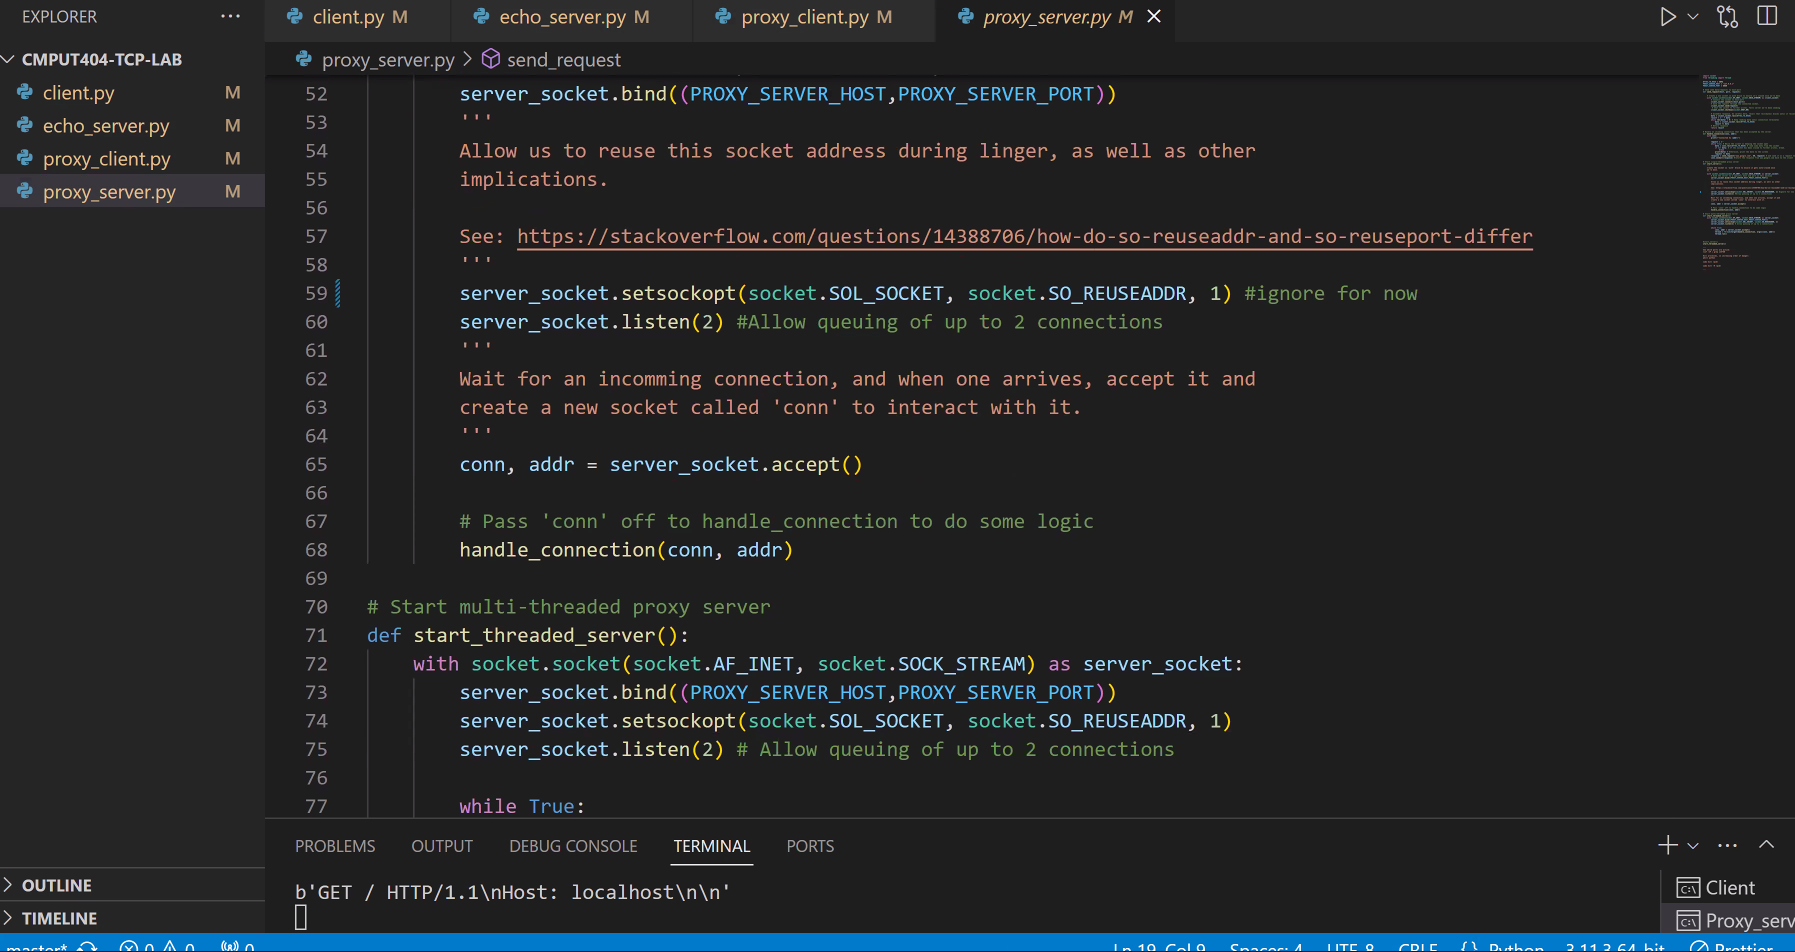 EXPLORER ...
client.py M echo_server.py M proxy_client.py M proxy_server.py M
CMPUT404-TCP-LAB
client.py M
echo_server.py M
proxy_client.py M
proxy_server.py M
OUTLINE
TIMELINE
proxy_server.py > send_request
52 server_socket.bind((PROXY_SERVER_HOST,PROXY_SERVER_PORT))
53 '''
54 Allow us to reuse this socket address during linger, as well as other
55 implications.
56
57 See: https://stackoverflow.com/questions/14388706/how-do-so-reuseaddr-and-so-reuseport-differ
58 '''
59 server_socket.setsockopt(socket.SOL_SOCKET, socket.SO_REUSEADDR, 1) #ignore for now
60 server_socket.listen(2) #Allow queuing of up to 2 connections
61 '''
62 Wait for an incomming connection, and when one arrives, accept it and
63 create a new socket called 'conn' to interact with it.
64 '''
65 conn, addr = server_socket.accept()
66
67 # Pass 'conn' off to handle_connection to do some logic
68 handle_connection(conn, addr)
69
70 # Start multi-threaded proxy server
71 def start_threaded_server():
72 with socket.socket(socket.AF_INET, socket.SOCK_STREAM) as server_socket:
73 server_socket.bind((PROXY_SERVER_HOST,PROXY_SERVER_PORT))
74 server_socket.setsockopt(socket.SOL_SOCKET, socket.SO_REUSEADDR, 1)
75 server_socket.listen(2) # Allow queuing of up to 2 connections
76
77 while True:
PROBLEMS OUTPUT DEBUG CONSOLE TERMINAL PORTS
b'GET / HTTP/1.1\nHost: localhost\n\n'
Client
Proxy_serv
master* 0 0 0 Ln 19, Col 9 Spaces: 4 UTF-8 CRLF {} Python 3.11.3 64-bit Prettier